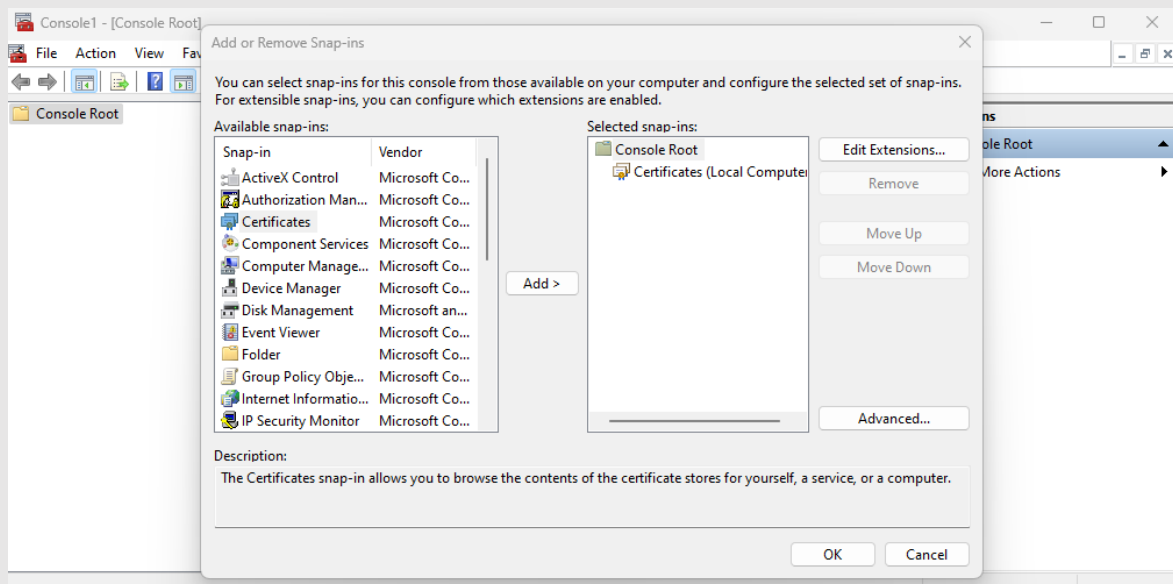 Console1 - [Console Root]
File Action View Fav
Add or Remove Snap-ins
You can select snap-ins for this console from those available on your computer and configure the selected set of snap-ins.
For extensible snap-ins, you can configure which extensions are enabled.
Console Root
Available snap-ins:
Snap-in Vendor
ActiveX Control Microsoft Co...
Authorization Man... Microsoft Co...
Certificates Microsoft Co...
Component Services Microsoft Co...
Computer Manage... Microsoft Co...
Device Manager Microsoft Co...
Disk Management Microsoft an...
Event Viewer Microsoft Co...
Folder Microsoft Co...
Group Policy Obje... Microsoft Co...
Internet Informatio... Microsoft Co...
IP Security Monitor Microsoft Co...
Add >
Selected snap-ins:
Console Root
Certificates (Local Computer
Edit Extensions...
Remove
Move Up
Move Down
Advanced...
Description:
The Certificates snap-in allows you to browse the contents of the certificate stores for yourself, a service, or a computer.
OK Cancel
ns
ole Root
More Actions